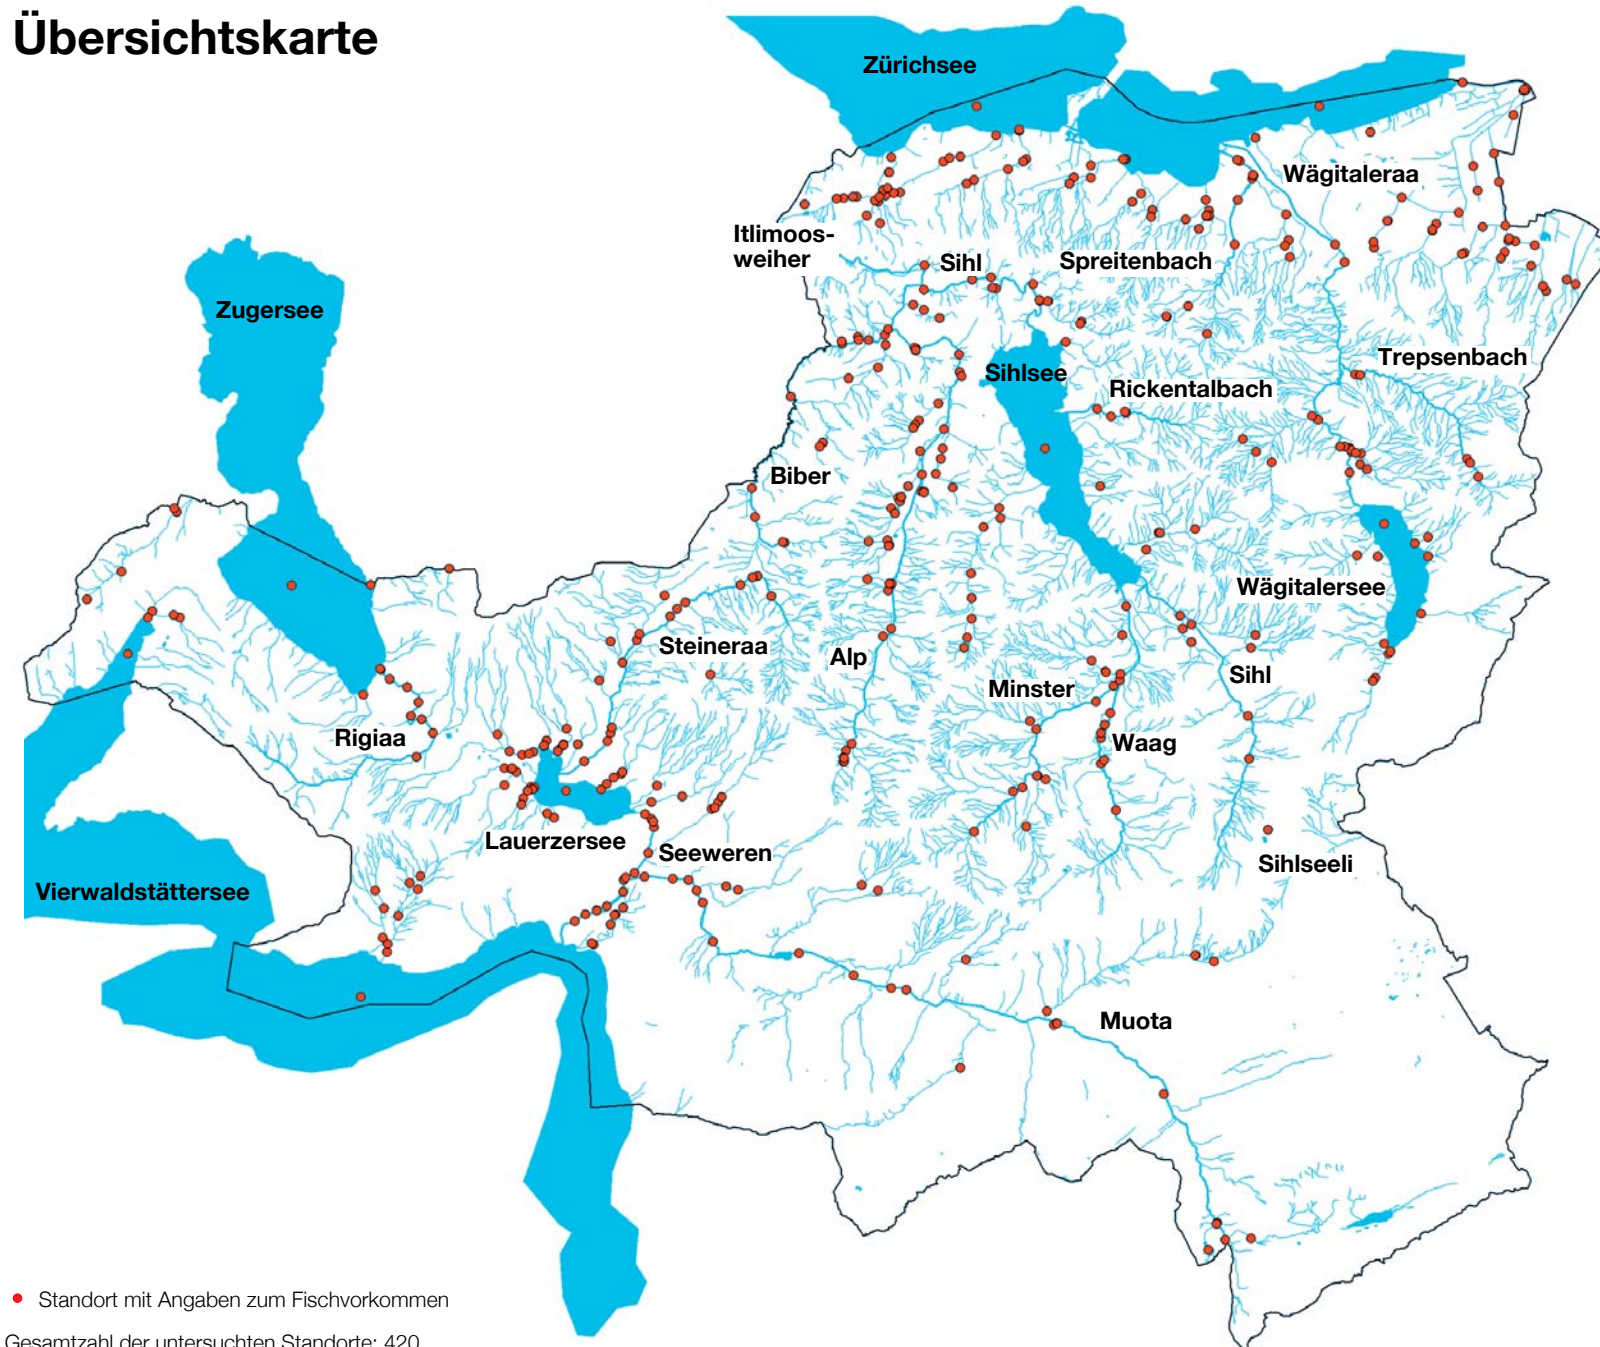 Übersichtskarte
Zürichsee
Wägitaleraa
Itlimoos-
weiher
Sihl
Spreitenbach
Zugersee
Trepsenbach
Sihlsee
Rickentalbach
Biber
Wägitalersee
Steineraa
Alp
Sihl
Minster
Rigiaa
Waag
Lauerzersee
Seeweren
Sihlseeli
Vierwaldstättersee
Muota
Standort mit Angaben zum Fischvorkommen
Gesamtzahl der untersuchten Standorte: 420